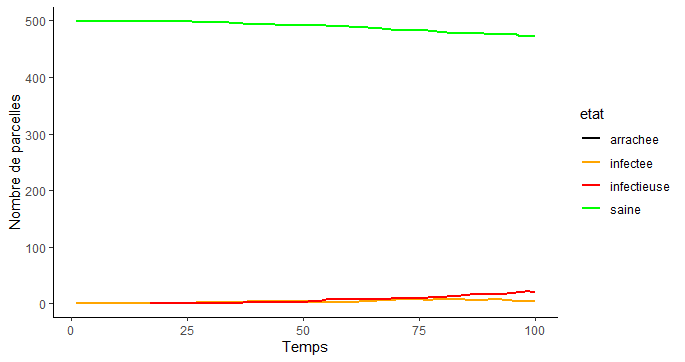 500
400
300
200
100
0
Nombre de parcelles
0 25 50 75 100
Temps
etat
arrachee
infectee
infectieuse
saine